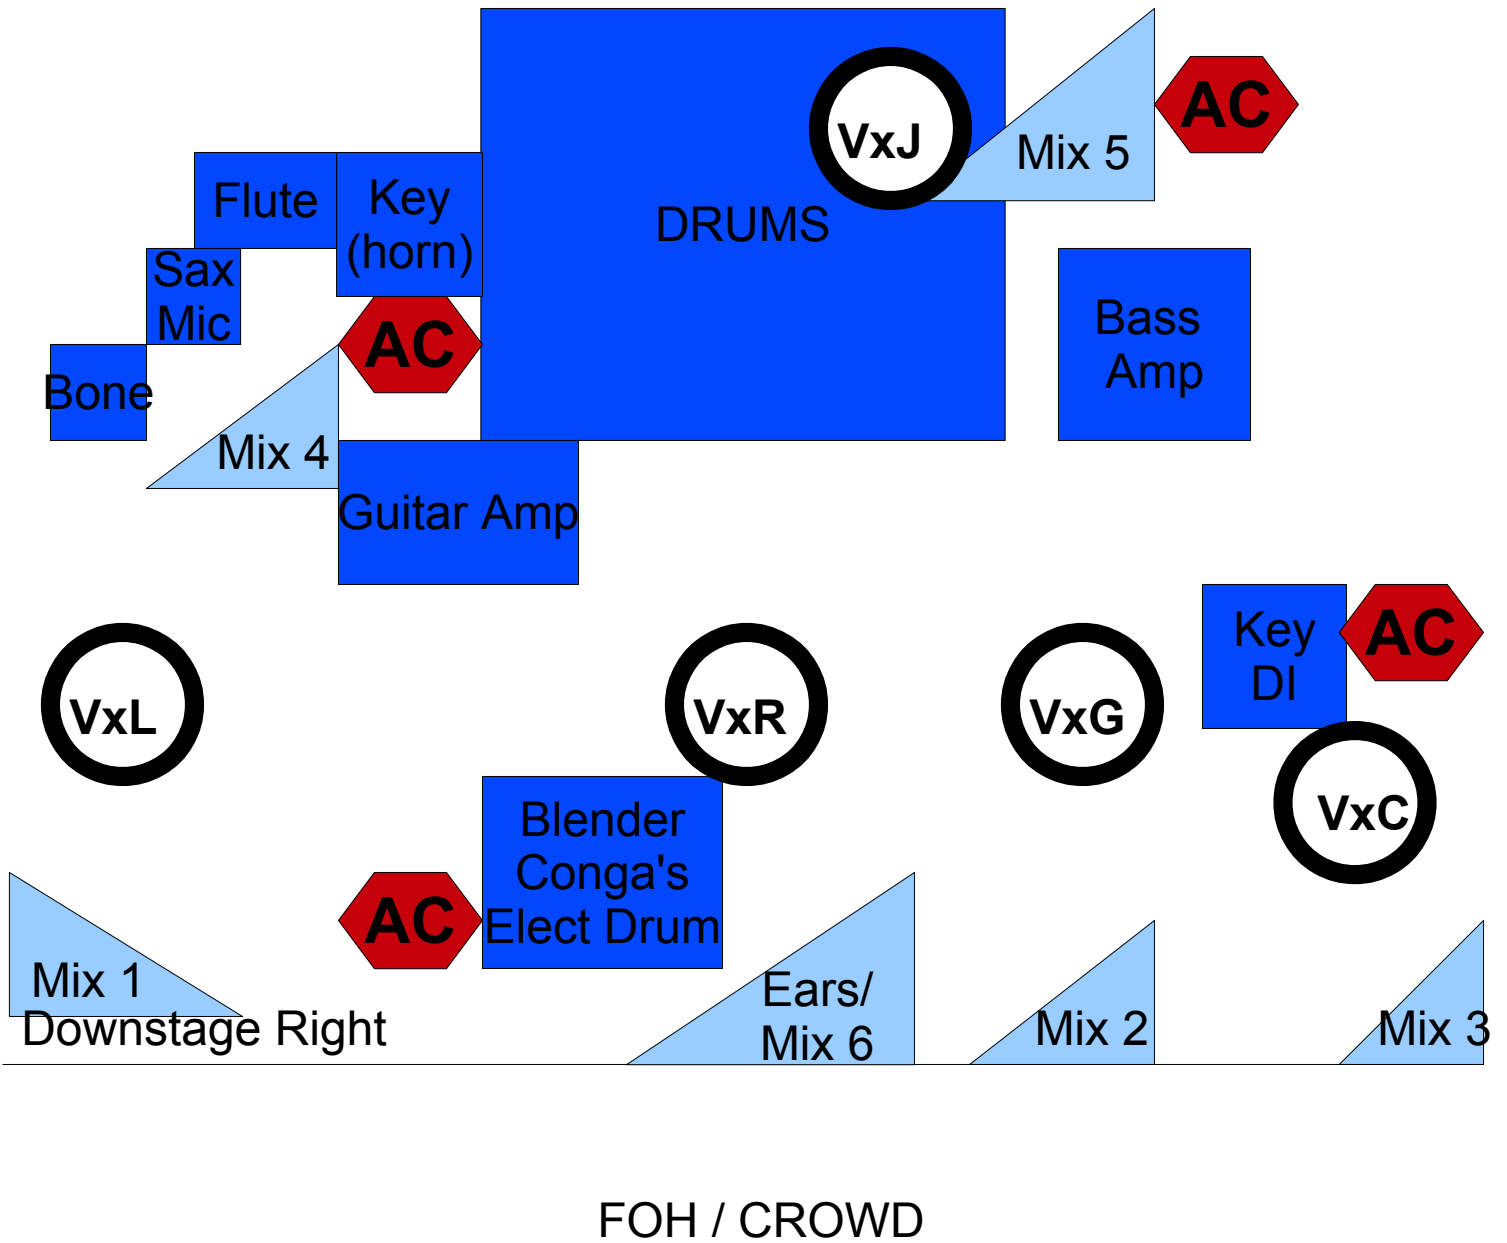 AC
VxJ
Mix 5
Flute
Key
(horn)
DRUMS
Sax
Mic
Bass
Amp
AC
Bone
Mix 4
Guitar Amp
Key
DI
AC
VxL
VxR
VxG
VxC
Blender
Conga's
Elect Drum
AC
Mix 1
Downstage Right
Ears/
Mix 6
Mix 2
Mix 3
FOH / CROWD